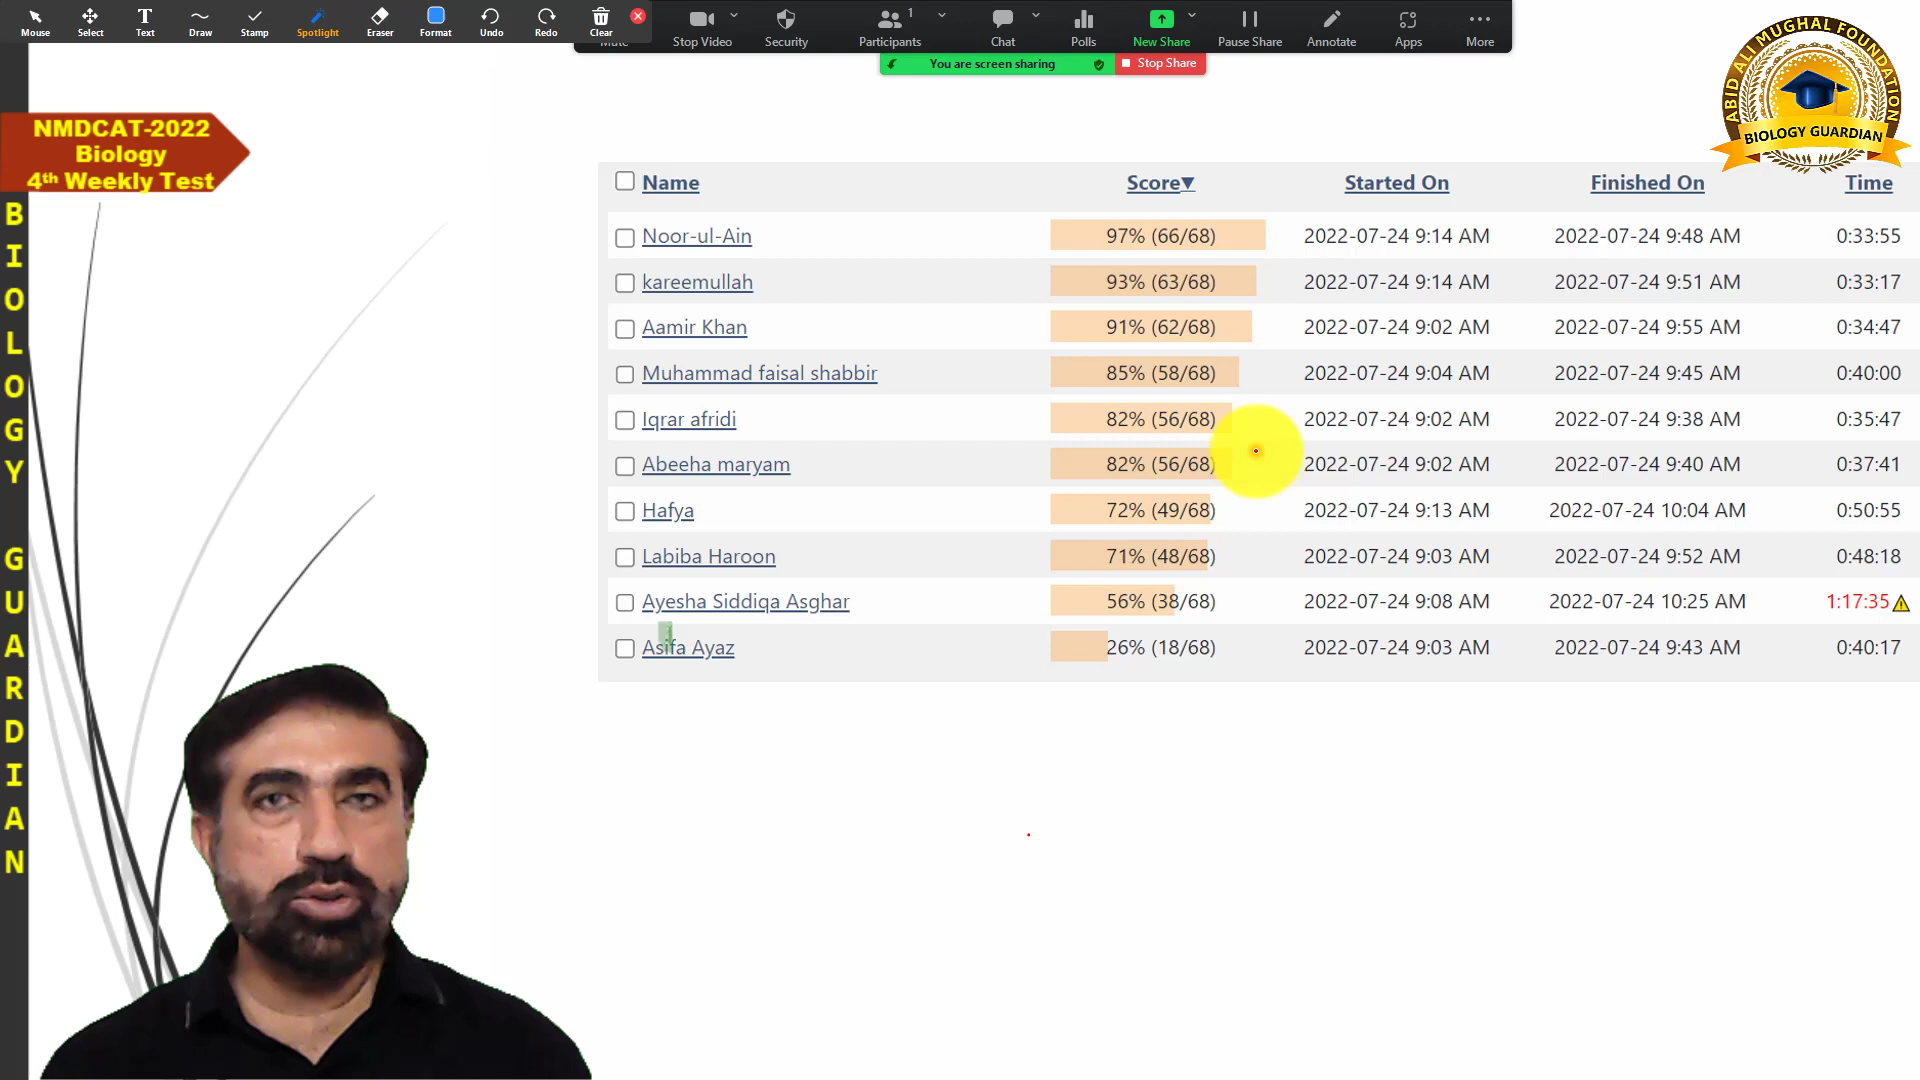 Mouse Select Text Draw Stamp Spotlight Eraser Format Undo Redo Clear
Mute Stop Video Security Participants 1 Chat Polls New Share Pause Share Annotate Apps More
You are screen sharing Stop Share
ABID ALI MUGHAL FOUNDATION
BIOLOGY GUARDIAN
NMDCAT-2022
Biology
4th Weekly Test
BIOLOGY GUARDIAN
Name Score▼ Started On Finished On Time
Noor-ul-Ain 97% (66/68) 2022-07-24 9:14 AM 2022-07-24 9:48 AM 0:33:55
kareemullah 93% (63/68) 2022-07-24 9:14 AM 2022-07-24 9:51 AM 0:33:17
Aamir Khan 91% (62/68) 2022-07-24 9:02 AM 2022-07-24 9:55 AM 0:34:47
Muhammad faisal shabbir 85% (58/68) 2022-07-24 9:04 AM 2022-07-24 9:45 AM 0:40:00
Iqrar afridi 82% (56/68) 2022-07-24 9:02 AM 2022-07-24 9:38 AM 0:35:47
Abeeha maryam 82% (56/68) 2022-07-24 9:02 AM 2022-07-24 9:40 AM 0:37:41
Hafya 72% (49/68) 2022-07-24 9:13 AM 2022-07-24 10:04 AM 0:50:55
Labiba Haroon 71% (48/68) 2022-07-24 9:03 AM 2022-07-24 9:52 AM 0:48:18
Ayesha Siddiqa Asghar 56% (38/68) 2022-07-24 9:08 AM 2022-07-24 10:25 AM 1:17:35
Asifa Ayaz 26% (18/68) 2022-07-24 9:03 AM 2022-07-24 9:43 AM 0:40:17